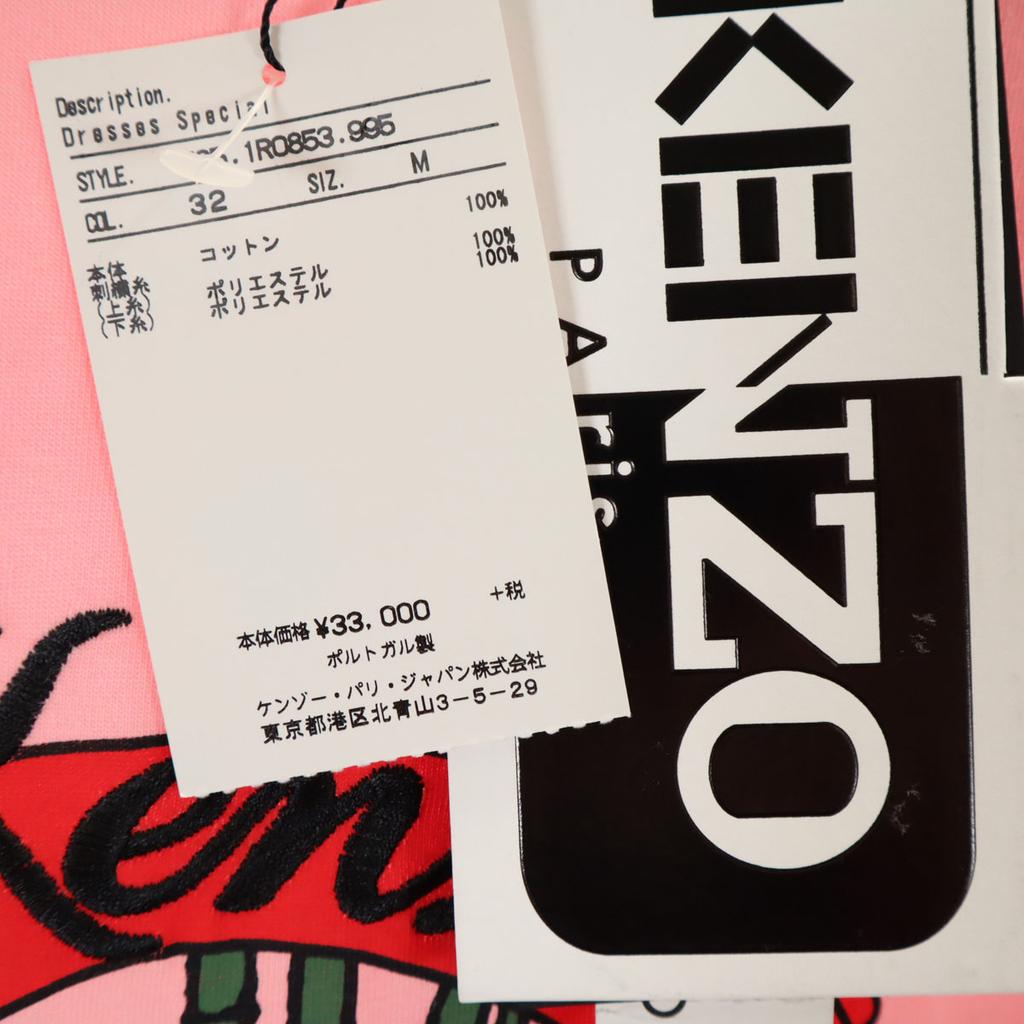 Description.
Dresses Special
STYLE. .1R0853.995
COL. 32 SIZ. M
本体 コットン 100%
刺繍糸
(上糸) ポリエステル 100%
(下糸) ポリエステル 100%
本体価格 ¥33,000 +税
ポルトガル製
ケンゾー・パリ・ジャパン株式会社
東京都港区北青山3-5-29
KENZO
PAris
Ken